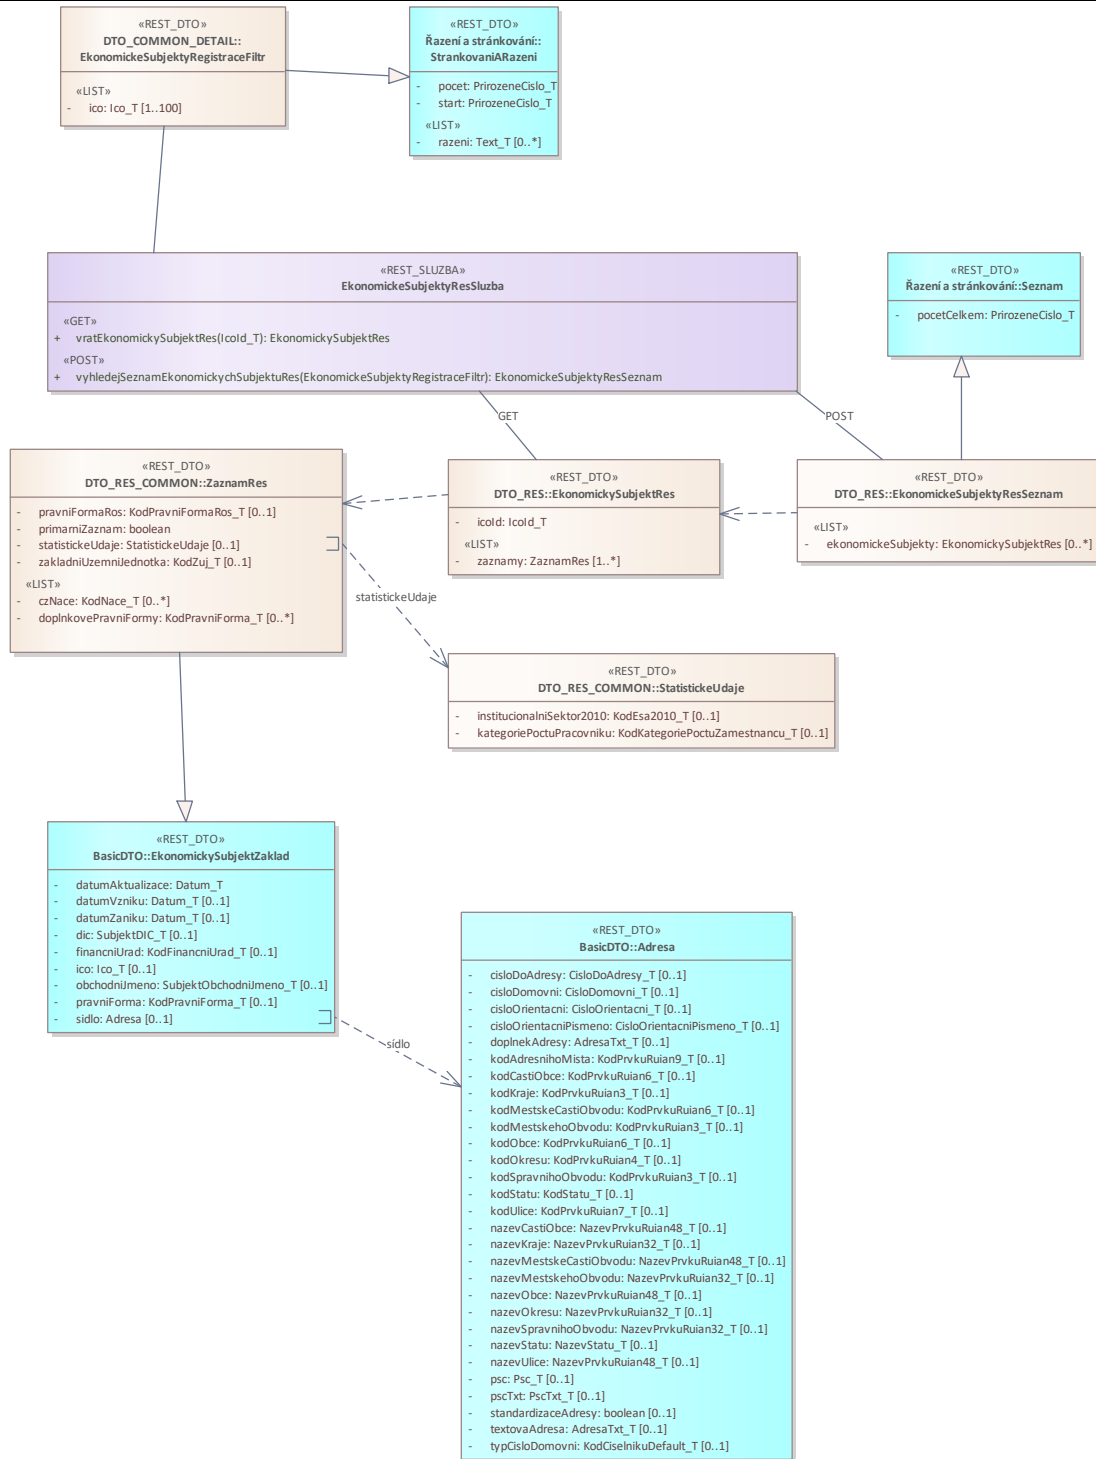 «REST_DTO»
DTO_COMMON_DETAIL::
EkonomickeSubjektyRegistraceFiltr
«LIST»
- ico: Ico_T [1..100]
«REST_DTO»
Řazení a stránkování::
StrankovaniARazeni
- pocet: PrirozeneCislo_T
- start: PrirozeneCislo_T
«LIST»
- razeni: Text_T [0..*]
«REST_SLUZBA»
EkonomickeSubjektyResSluzba
«GET»
+ vratEkonomickySubjektRes(IcoId_T): EkonomickySubjektRes
«POST»
+ vyhledejSeznamEkonomickychSubjektuRes(EkonomickeSubjektyRegistraceFiltr): EkonomickeSubjektyResSeznam
«REST_DTO»
Řazení a stránkování::Seznam
- pocetCelkem: PrirozeneCislo_T
GET
POST
«REST_DTO»
DTO_RES_COMMON::ZaznamRes
- pravniFormaRos: KodPravniFormaRos_T [0..1]
- primarniZaznam: boolean
- statistickeUdaje: StatistickeUdaje [0..1]
- zakladniUzemniJednotka: KodZuj_T [0..1]
«LIST»
- czNace: KodNace_T [0..*]
- doplnkovePravniFormy: KodPravniForma_T [0..*]
«REST_DTO»
DTO_RES::EkonomickySubjektRes
- icoId: IcoId_T
«LIST»
- zaznamy: ZaznamRes [1..*]
«REST_DTO»
DTO_RES::EkonomickeSubjektyResSeznam
«LIST»
- ekonomickeSubjekty: EkonomickySubjektRes [0..*]
statistickeUdaje
«REST_DTO»
DTO_RES_COMMON::StatistickeUdaje
- institucionalniSektor2010: KodEsa2010_T [0..1]
- kategoriePoctuPracovniku: KodKategoriePoctuZamestnancu_T [0..1]
«REST_DTO»
BasicDTO::EkonomickySubjektZaklad
- datumAktualizace: Datum_T
- datumVzniku: Datum_T [0..1]
- datumZaniku: Datum_T [0..1]
- dic: SubjektDIC_T [0..1]
- financniUrad: KodFinancniUrad_T [0..1]
- ico: Ico_T [0..1]
- obchodniJmeno: SubjektObchodniJmeno_T [0..1]
- pravniForma: KodPravniForma_T [0..1]
- sidlo: Adresa [0..1]
sídlo
«REST_DTO»
BasicDTO::Adresa
- cisloDoAdresy: CisloDoAdresy_T [0..1]
- cisloDomovni: CisloDomovni_T [0..1]
- cisloOrientacni: CisloOrientacni_T [0..1]
- cisloOrientacniPismeno: CisloOrientacniPismeno_T [0..1]
- doplnekAdresy: AdresaTxt_T [0..1]
- kodAdresnihoMista: KodPrvkuRuian9_T [0..1]
- kodCastiObce: KodPrvkuRuian6_T [0..1]
- kodKraje: KodPrvkuRuian3_T [0..1]
- kodMestskeCastiObvodu: KodPrvkuRuian6_T [0..1]
- kodMestskehoObvodu: KodPrvkuRuian3_T [0..1]
- kodObce: KodPrvkuRuian6_T [0..1]
- kodOkresu: KodPrvkuRuian4_T [0..1]
- kodSpravnihoObvodu: KodPrvkuRuian3_T [0..1]
- kodStatu: KodStatu_T [0..1]
- kodUlice: KodPrvkuRuian7_T [0..1]
- nazevCastiObce: NazevPrvkuRuian48_T [0..1]
- nazevKraje: NazevPrvkuRuian32_T [0..1]
- nazevMestskeCastiObvodu: NazevPrvkuRuian48_T [0..1]
- nazevMestskehoObvodu: NazevPrvkuRuian32_T [0..1]
- nazevObce: NazevPrvkuRuian48_T [0..1]
- nazevOkresu: NazevPrvkuRuian32_T [0..1]
- nazevSpravnihoObvodu: NazevPrvkuRuian32_T [0..1]
- nazevStatu: NazevStatu_T [0..1]
- nazevUlice: NazevPrvkuRuian48_T [0..1]
- psc: Psc_T [0..1]
- pscTxt: PscTxt_T [0..1]
- standardizaceAdresy: boolean [0..1]
- textovaAdresa: AdresaTxt_T [0..1]
- typCisloDomovni: KodCiselnikuDefault_T [0..1]